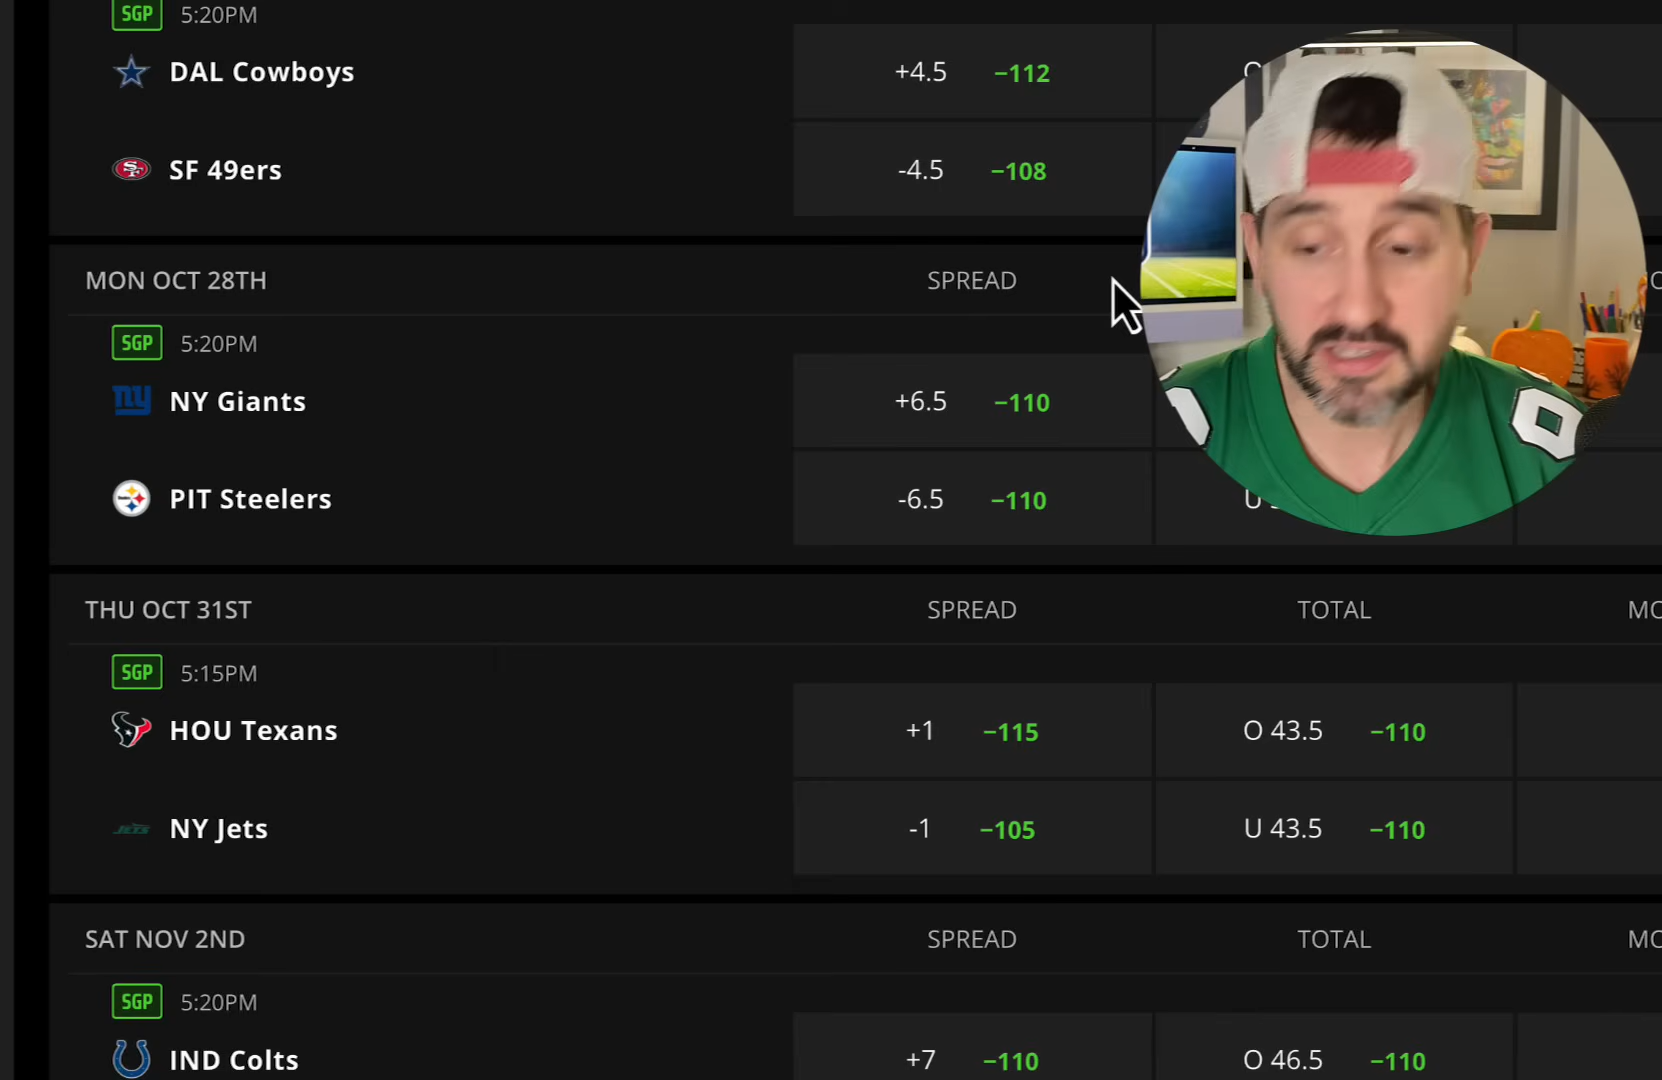 SGP 5:20PM
DAL Cowboys +4.5 −112 O
SF 49ers -4.5 −108
MON OCT 28TH SPREAD
SGP 5:20PM
NY Giants +6.5 −110
PIT Steelers -6.5 −110 U
THU OCT 31ST SPREAD TOTAL MO
SGP 5:15PM
HOU Texans +1 −115 O 43.5 −110
NY Jets -1 −105 U 43.5 −110
SAT NOV 2ND SPREAD TOTAL MO
SGP 5:20PM
IND Colts +7 −110 O 46.5 −110